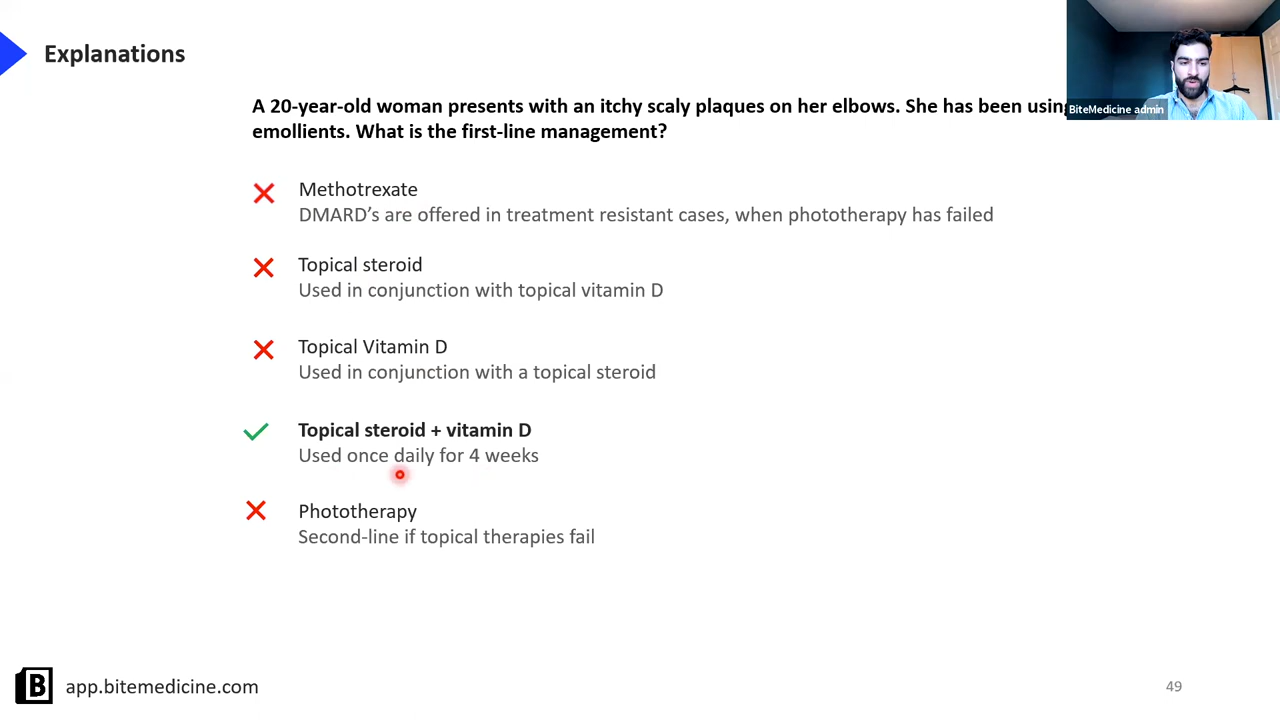 Explanations
A 20-year-old woman presents with an itchy scaly plaques on her elbows. She has been using
emollients. What is the first-line management?
BiteMedicine admin
Methotrexate
DMARD's are offered in treatment resistant cases, when phototherapy has failed
Topical steroid
Used in conjunction with topical vitamin D
Topical Vitamin D
Used in conjunction with a topical steroid
Topical steroid + vitamin D
Used once daily for 4 weeks
Phototherapy
Second-line if topical therapies fail
B app.bitemedicine.com
49